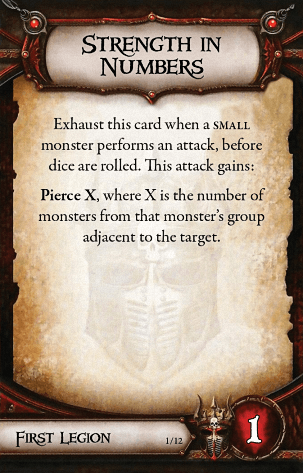 STRENGTH IN
NUMBERS
Exhaust this card when a SMALL
monster performs an attack, before
dice are rolled. This attack gains:
Pierce X, where X is the number of
monsters from that monster's group
adjacent to the target.
FIRST LEGION
1/12
1